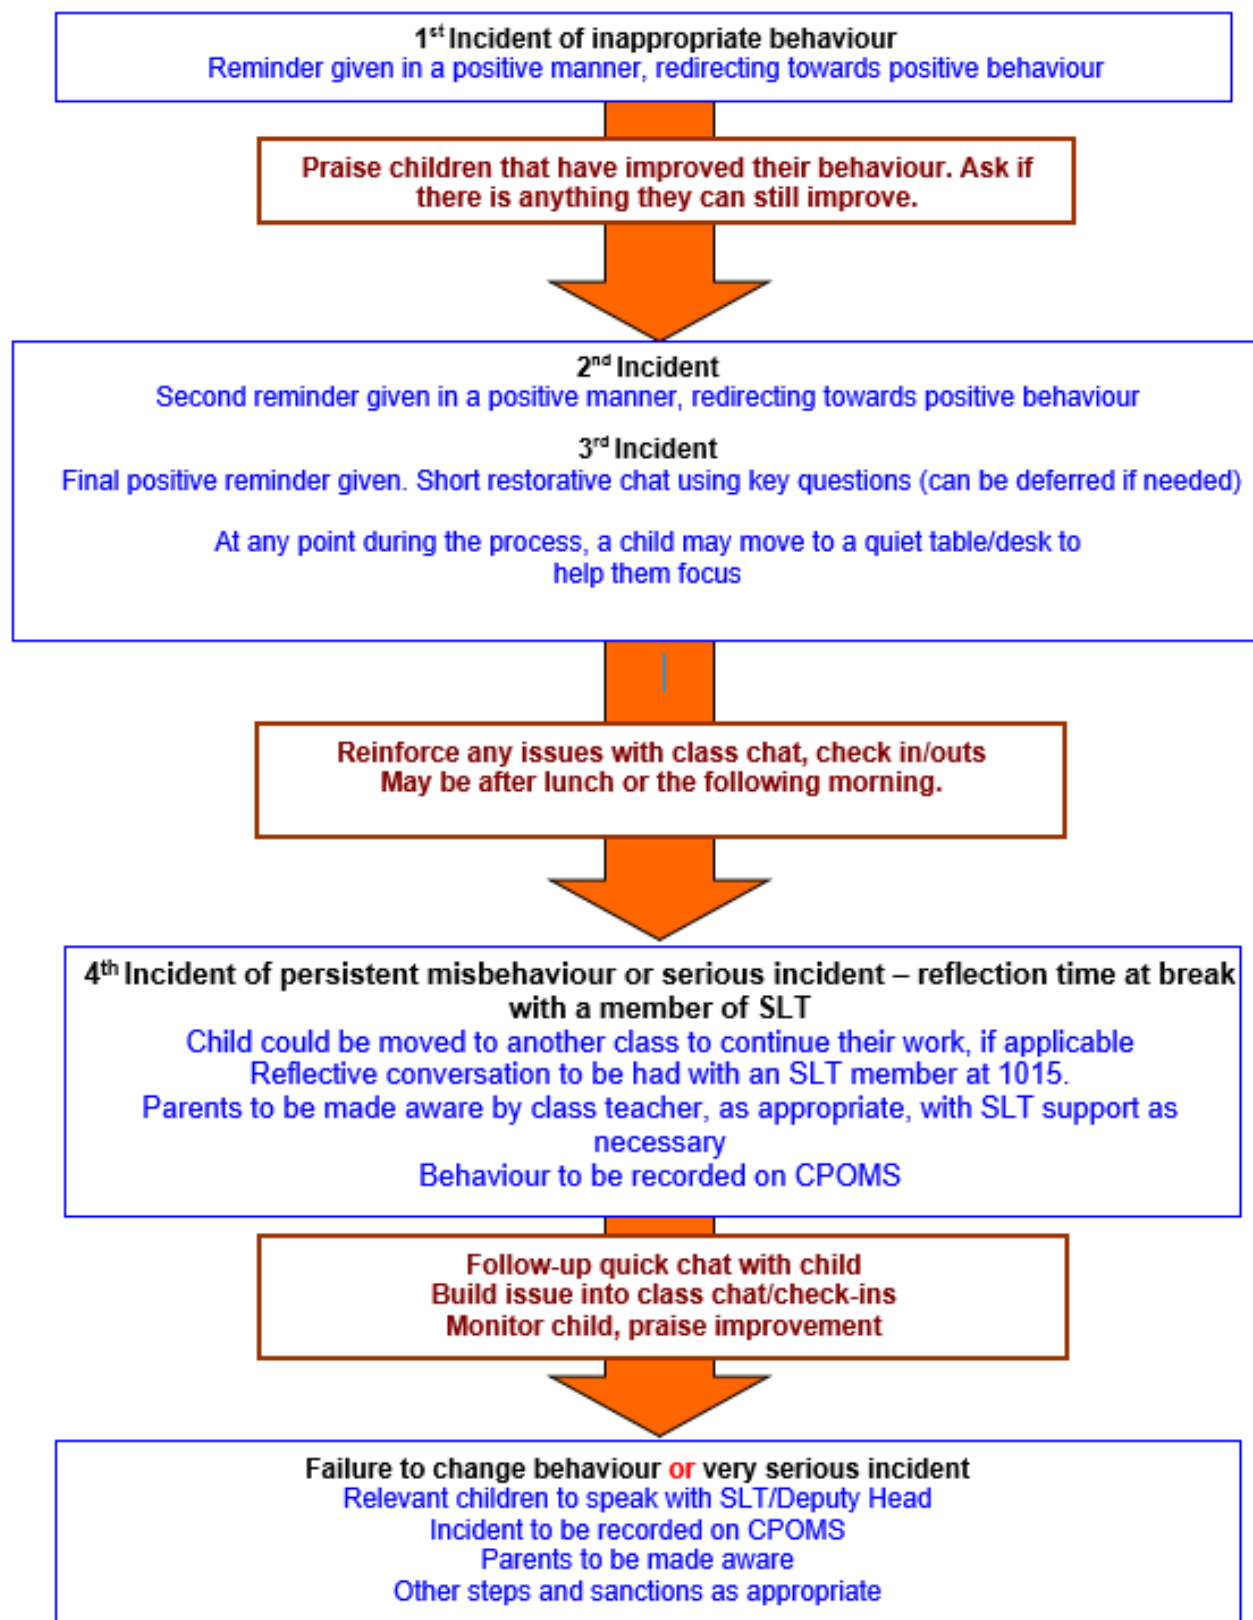 1st Incident of inappropriate behaviour
Reminder given in a positive manner, redirecting towards positive behaviour
Praise children that have improved their behaviour. Ask if
there is anything they can still improve.
2nd Incident
Second reminder given in a positive manner, redirecting towards positive behaviour
3rd Incident
Final positive reminder given. Short restorative chat using key questions (can be deferred if needed)
At any point during the process, a child may move to a quiet table/desk to
help them focus
Reinforce any issues with class chat, check in/outs
May be after lunch or the following morning.
4th Incident of persistent misbehaviour or serious incident – reflection time at break
with a member of SLT
Child could be moved to another class to continue their work, if applicable
Reflective conversation to be had with an SLT member at 1015.
Parents to be made aware by class teacher, as appropriate, with SLT support as
necessary
Behaviour to be recorded on CPOMS
Follow-up quick chat with child
Build issue into class chat/check-ins
Monitor child, praise improvement
Failure to change behaviour or very serious incident
Relevant children to speak with SLT/Deputy Head
Incident to be recorded on CPOMS
Parents to be made aware
Other steps and sanctions as appropriate